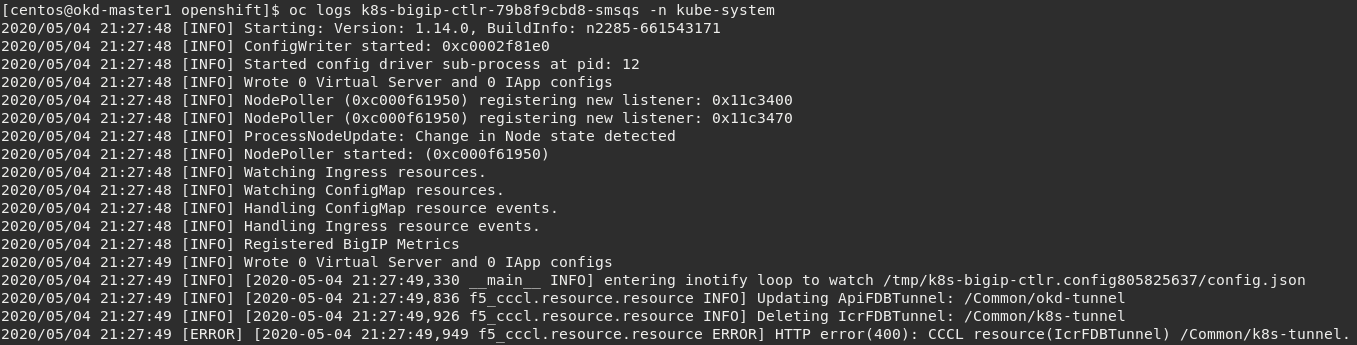 [centos@okd-master1 openshift]$ oc logs k8s-bigip-ctlr-79b8f9cbd8-smsqs -n kube-system
2020/05/04 21:27:48 [INFO] Starting: Version: 1.14.0, BuildInfo: n2285-661543171
2020/05/04 21:27:48 [INFO] ConfigWriter started: 0xc0002f81e0
2020/05/04 21:27:48 [INFO] Started config driver sub-process at pid: 12
2020/05/04 21:27:48 [INFO] Wrote 0 Virtual Server and 0 IApp configs
2020/05/04 21:27:48 [INFO] NodePoller (0xc000f61950) registering new listener: 0x11c3400
2020/05/04 21:27:48 [INFO] NodePoller (0xc000f61950) registering new listener: 0x11c3470
2020/05/04 21:27:48 [INFO] ProcessNodeUpdate: Change in Node state detected
2020/05/04 21:27:48 [INFO] NodePoller started: (0xc000f61950)
2020/05/04 21:27:48 [INFO] Watching Ingress resources.
2020/05/04 21:27:48 [INFO] Watching ConfigMap resources.
2020/05/04 21:27:48 [INFO] Handling ConfigMap resource events.
2020/05/04 21:27:48 [INFO] Handling Ingress resource events.
2020/05/04 21:27:48 [INFO] Registered BigIP Metrics
2020/05/04 21:27:49 [INFO] Wrote 0 Virtual Server and 0 IApp configs
2020/05/04 21:27:49 [INFO] [2020-05-04 21:27:49,330 __main__ INFO] entering inotify loop to watch /tmp/k8s-bigip-ctlr.config805825637/config.json
2020/05/04 21:27:49 [INFO] [2020-05-04 21:27:49,836 f5_cccl.resource.resource INFO] Updating ApiFDBTunnel: /Common/okd-tunnel
2020/05/04 21:27:49 [INFO] [2020-05-04 21:27:49,926 f5_cccl.resource.resource INFO] Deleting IcrFDBTunnel: /Common/k8s-tunnel
2020/05/04 21:27:49 [ERROR] [2020-05-04 21:27:49,949 f5_cccl.resource.resource ERROR] HTTP error(400): CCCL resource(IcrFDBTunnel) /Common/k8s-tunnel.